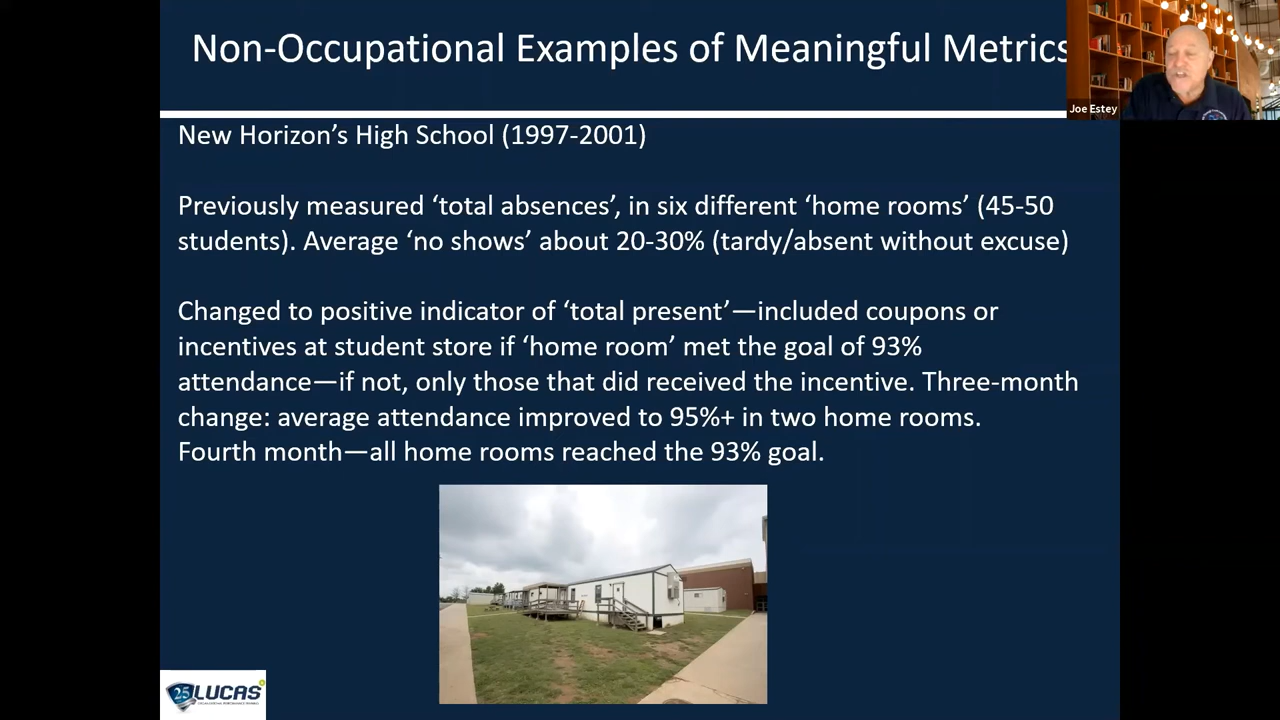 Non-Occupational Examples of Meaningful Metrics
Joe Estey
New Horizon’s High School (1997-2001)
Previously measured ‘total absences’, in six different ‘home rooms’ (45-50
students). Average ‘no shows’ about 20-30% (tardy/absent without excuse)
Changed to positive indicator of ‘total present’—included coupons or
incentives at student store if ‘home room’ met the goal of 93%
attendance—if not, only those that did received the incentive. Three-month
change: average attendance improved to 95%+ in two home rooms.
Fourth month—all home rooms reached the 93% goal.
25 LUCAS